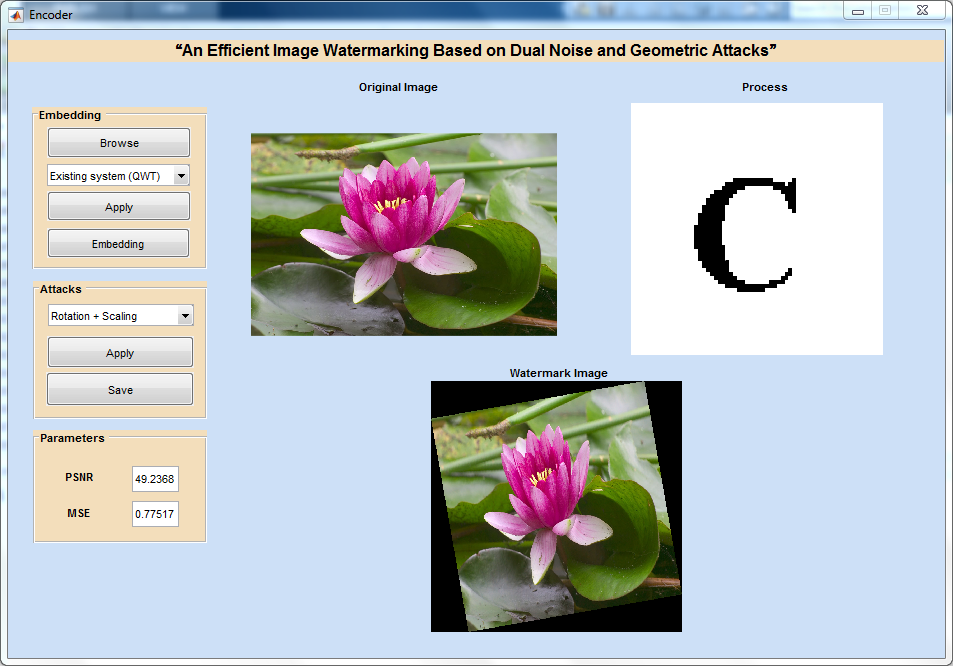 Encoder
“An Efficient Image Watermarking Based on Dual Noise and Geometric Attacks”
Original Image
Process
Embedding
Browse
Existing system (QWT)
Apply
Embedding
C
Attacks
Rotation + Scaling
Apply
Save
Watermark Image
Parameters
PSNR 49.2368
MSE 0.77517